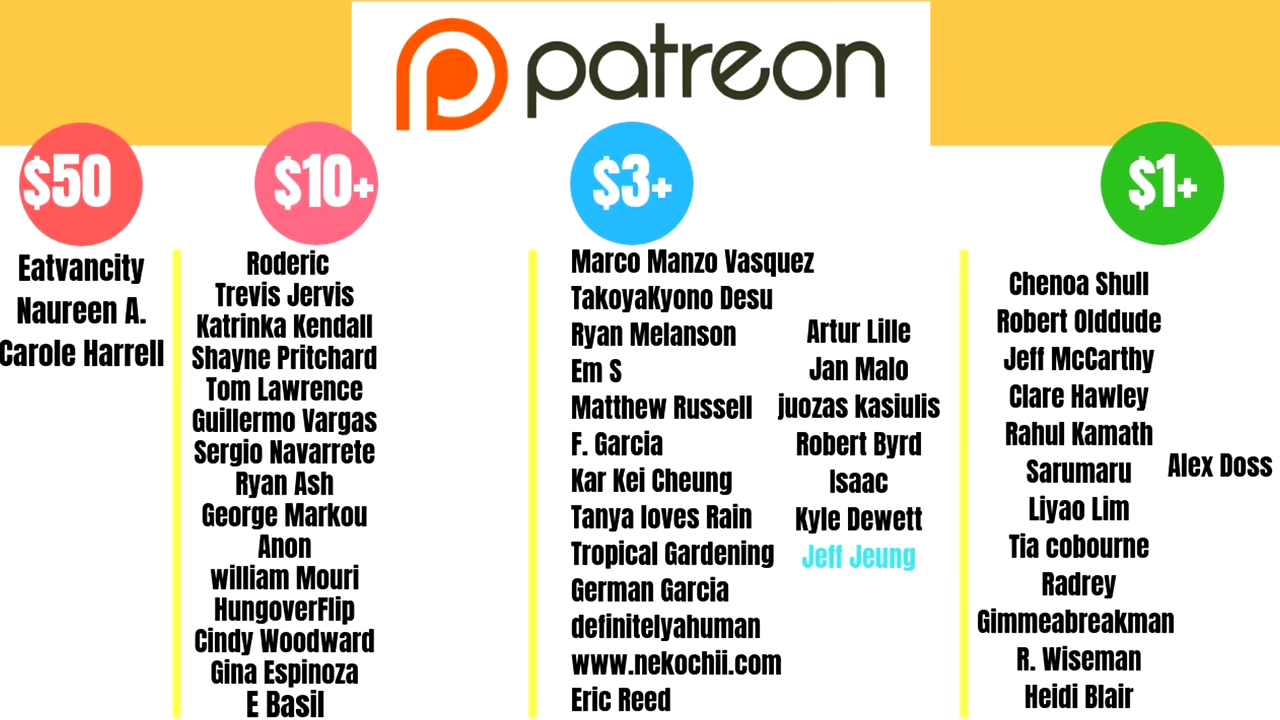 patreon
$50
Eatvancity
Naureen A.
Carole Harrell
$10+
Roderic
Trevis Jervis
Katrinka Kendall
Shayne Pritchard
Tom Lawrence
Guillermo Vargas
Sergio Navarrete
Ryan Ash
George Markou
Anon
william Mouri
HungoverFlip
Cindy Woodward
Gina Espinoza
E Basil
$3+
Marco Manzo Vasquez
TakoyaKyono Desu
Ryan Melanson
Em S
Matthew Russell
F. Garcia
Kar Kei Cheung
Tanya loves Rain
Tropical Gardening
German Garcia
definitelyahuman
www.nekochii.com
Eric Reed
Artur Lille
Jan Malo
juozas kasiulis
Robert Byrd
Isaac
Kyle Dewett
Jeff Jeung
$1+
Chenoa Shull
Robert Olddude
Jeff McCarthy
Clare Hawley
Rahul Kamath
Sarumaru
Liyao Lim
Tia cobourne
Radrey
Gimmeabreakman
R. Wiseman
Heidi Blair
Alex Doss